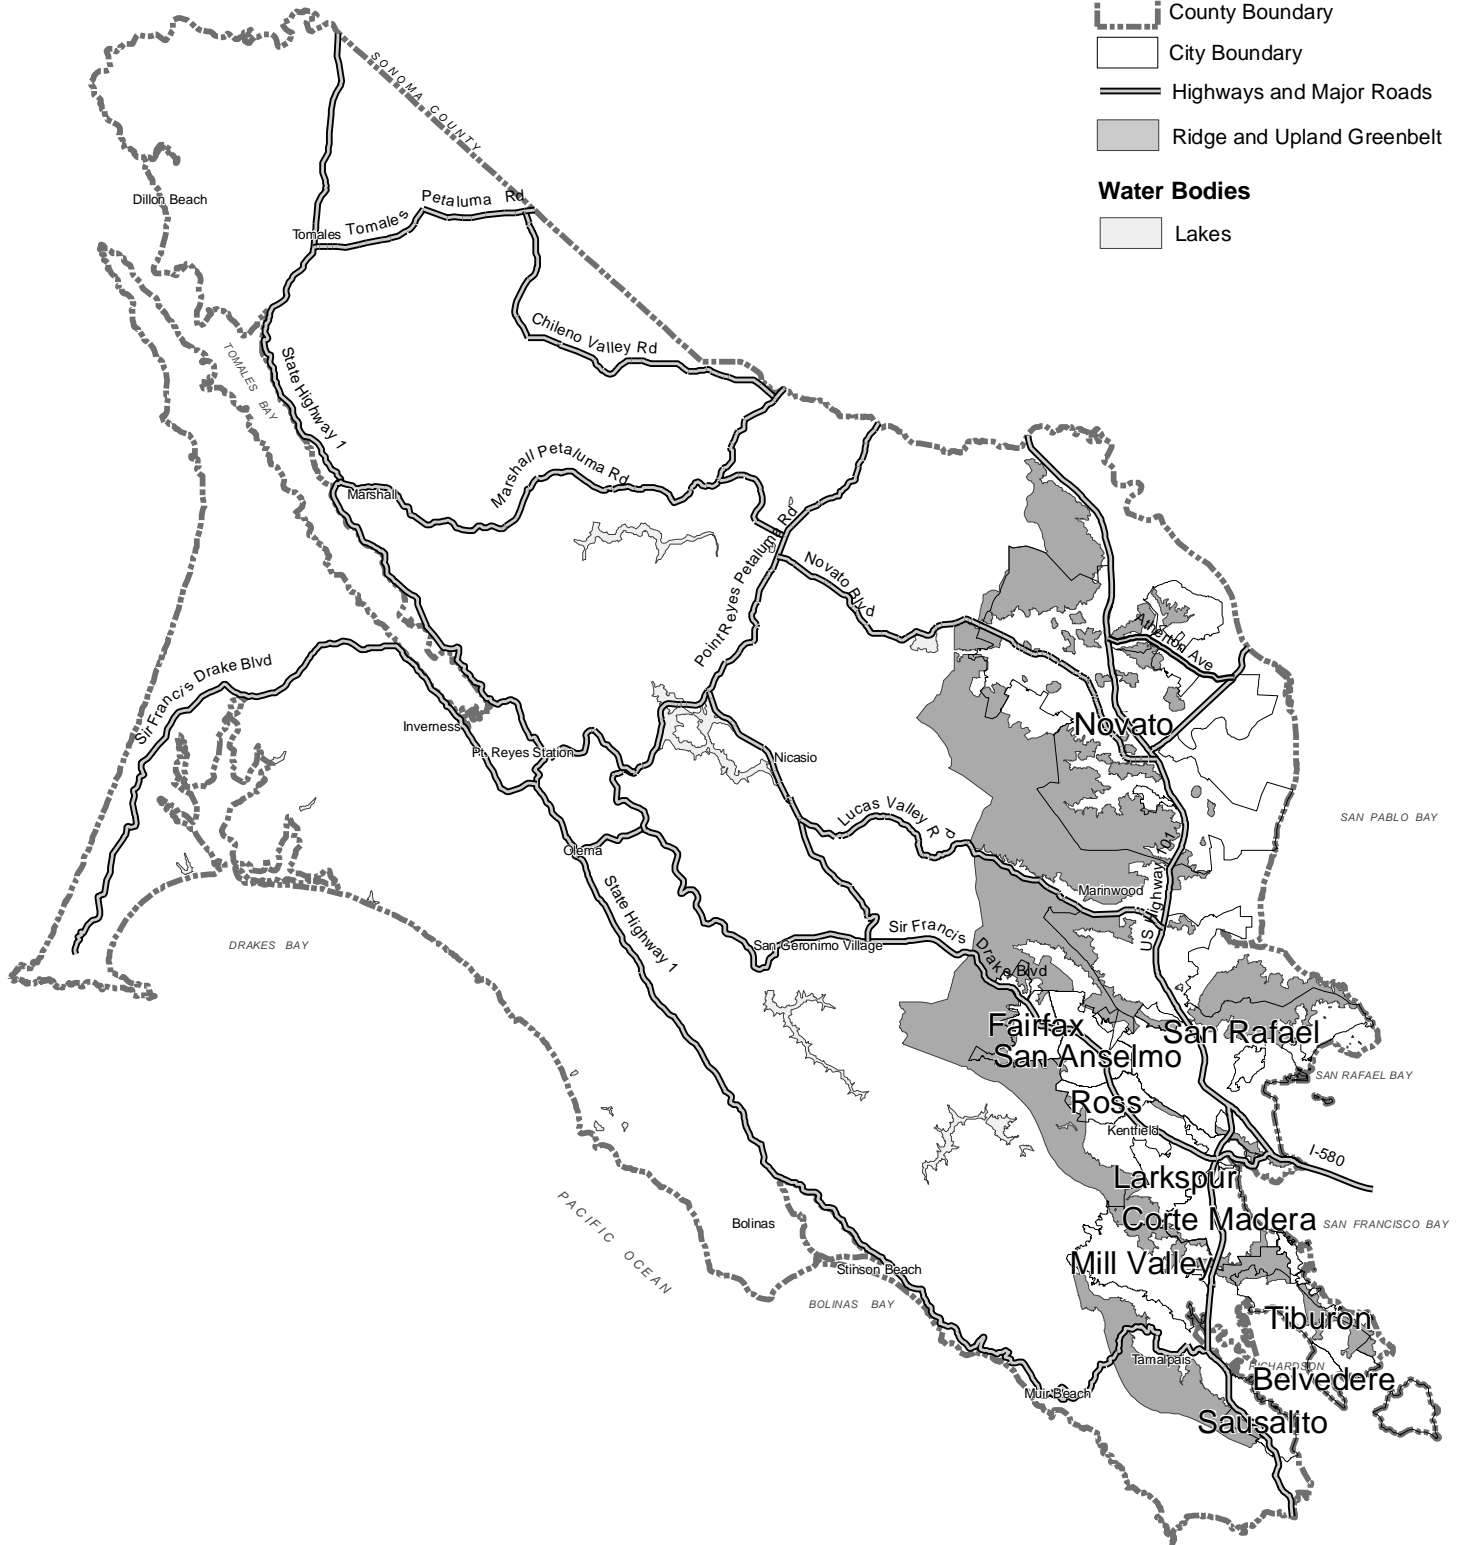 County Boundary
City Boundary
Highways and Major Roads
Ridge and Upland Greenbelt
Water Bodies
Lakes
SONOMA COUNTY
Dillon Beach
Tomales
Tomales Petaluma Rd
Chileno Valley Rd
TOMALES BAY
State Highway 1
Marshall Petaluma Rd
Marshall
Point Reyes Petaluma Rd
Novato Blvd
Atherton Ave
Sir Francis Drake Blvd
Inverness
Novato
Pt. Reyes Station
Nicasio
Lucas Valley Rd
SAN PABLO BAY
Olema
US Highway 101
Marinwood
State Highway 1
DRAKES BAY
San Geronimo Village
Sir Francis Drake Blvd
Fairfax
San Rafael
San Anselmo
SAN RAFAEL BAY
Ross
Kentfield
I-580
Larkspur
PACIFIC OCEAN
Bolinas
Corte Madera
SAN FRANCISCO BAY
Mill Valley
Stinson Beach
BOLINAS BAY
Tiburon
Tamalpais
RICHARDSON
Belvedere
Muir Beach
Sausalito